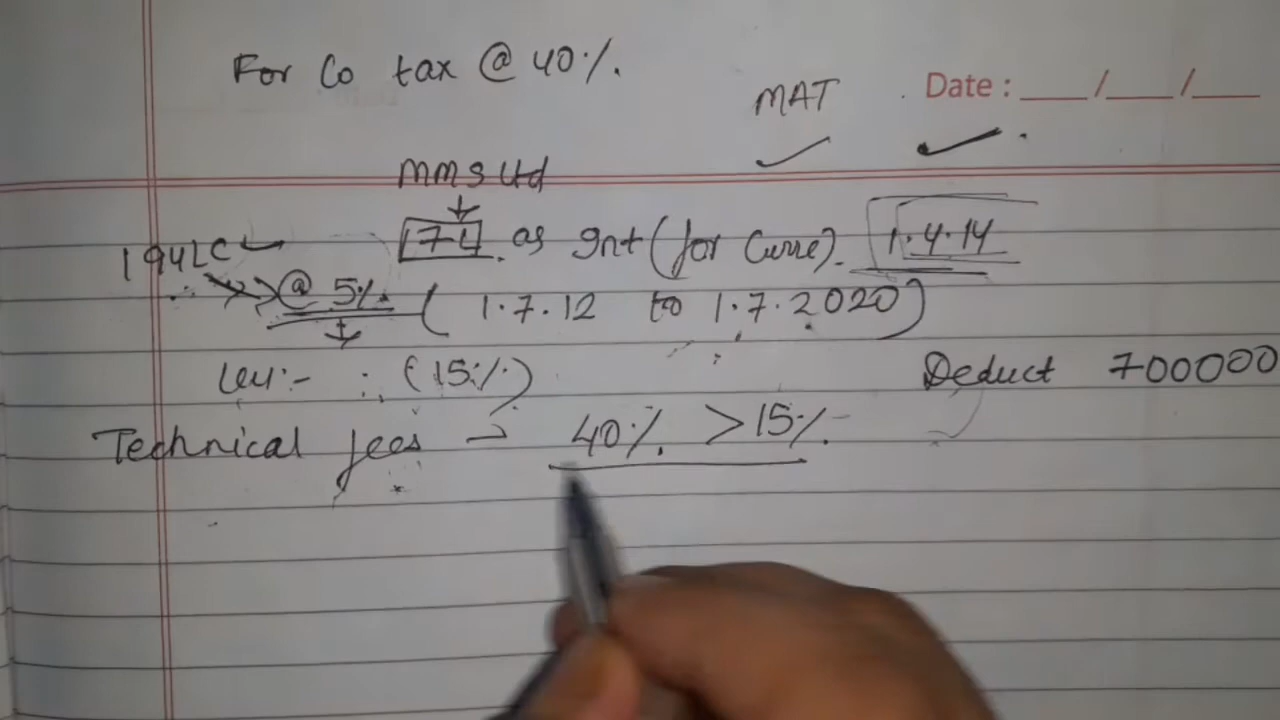 For Co tax @ 40%.
MAT
Date : ___/___/___
MMS Ltd
194LC
74 as Int (for Curre). 1.4.14
@ 5% (1.7.12 to 1.7.2020)
(15%)
Deduct 700000
Technical fees → 40% > 15%